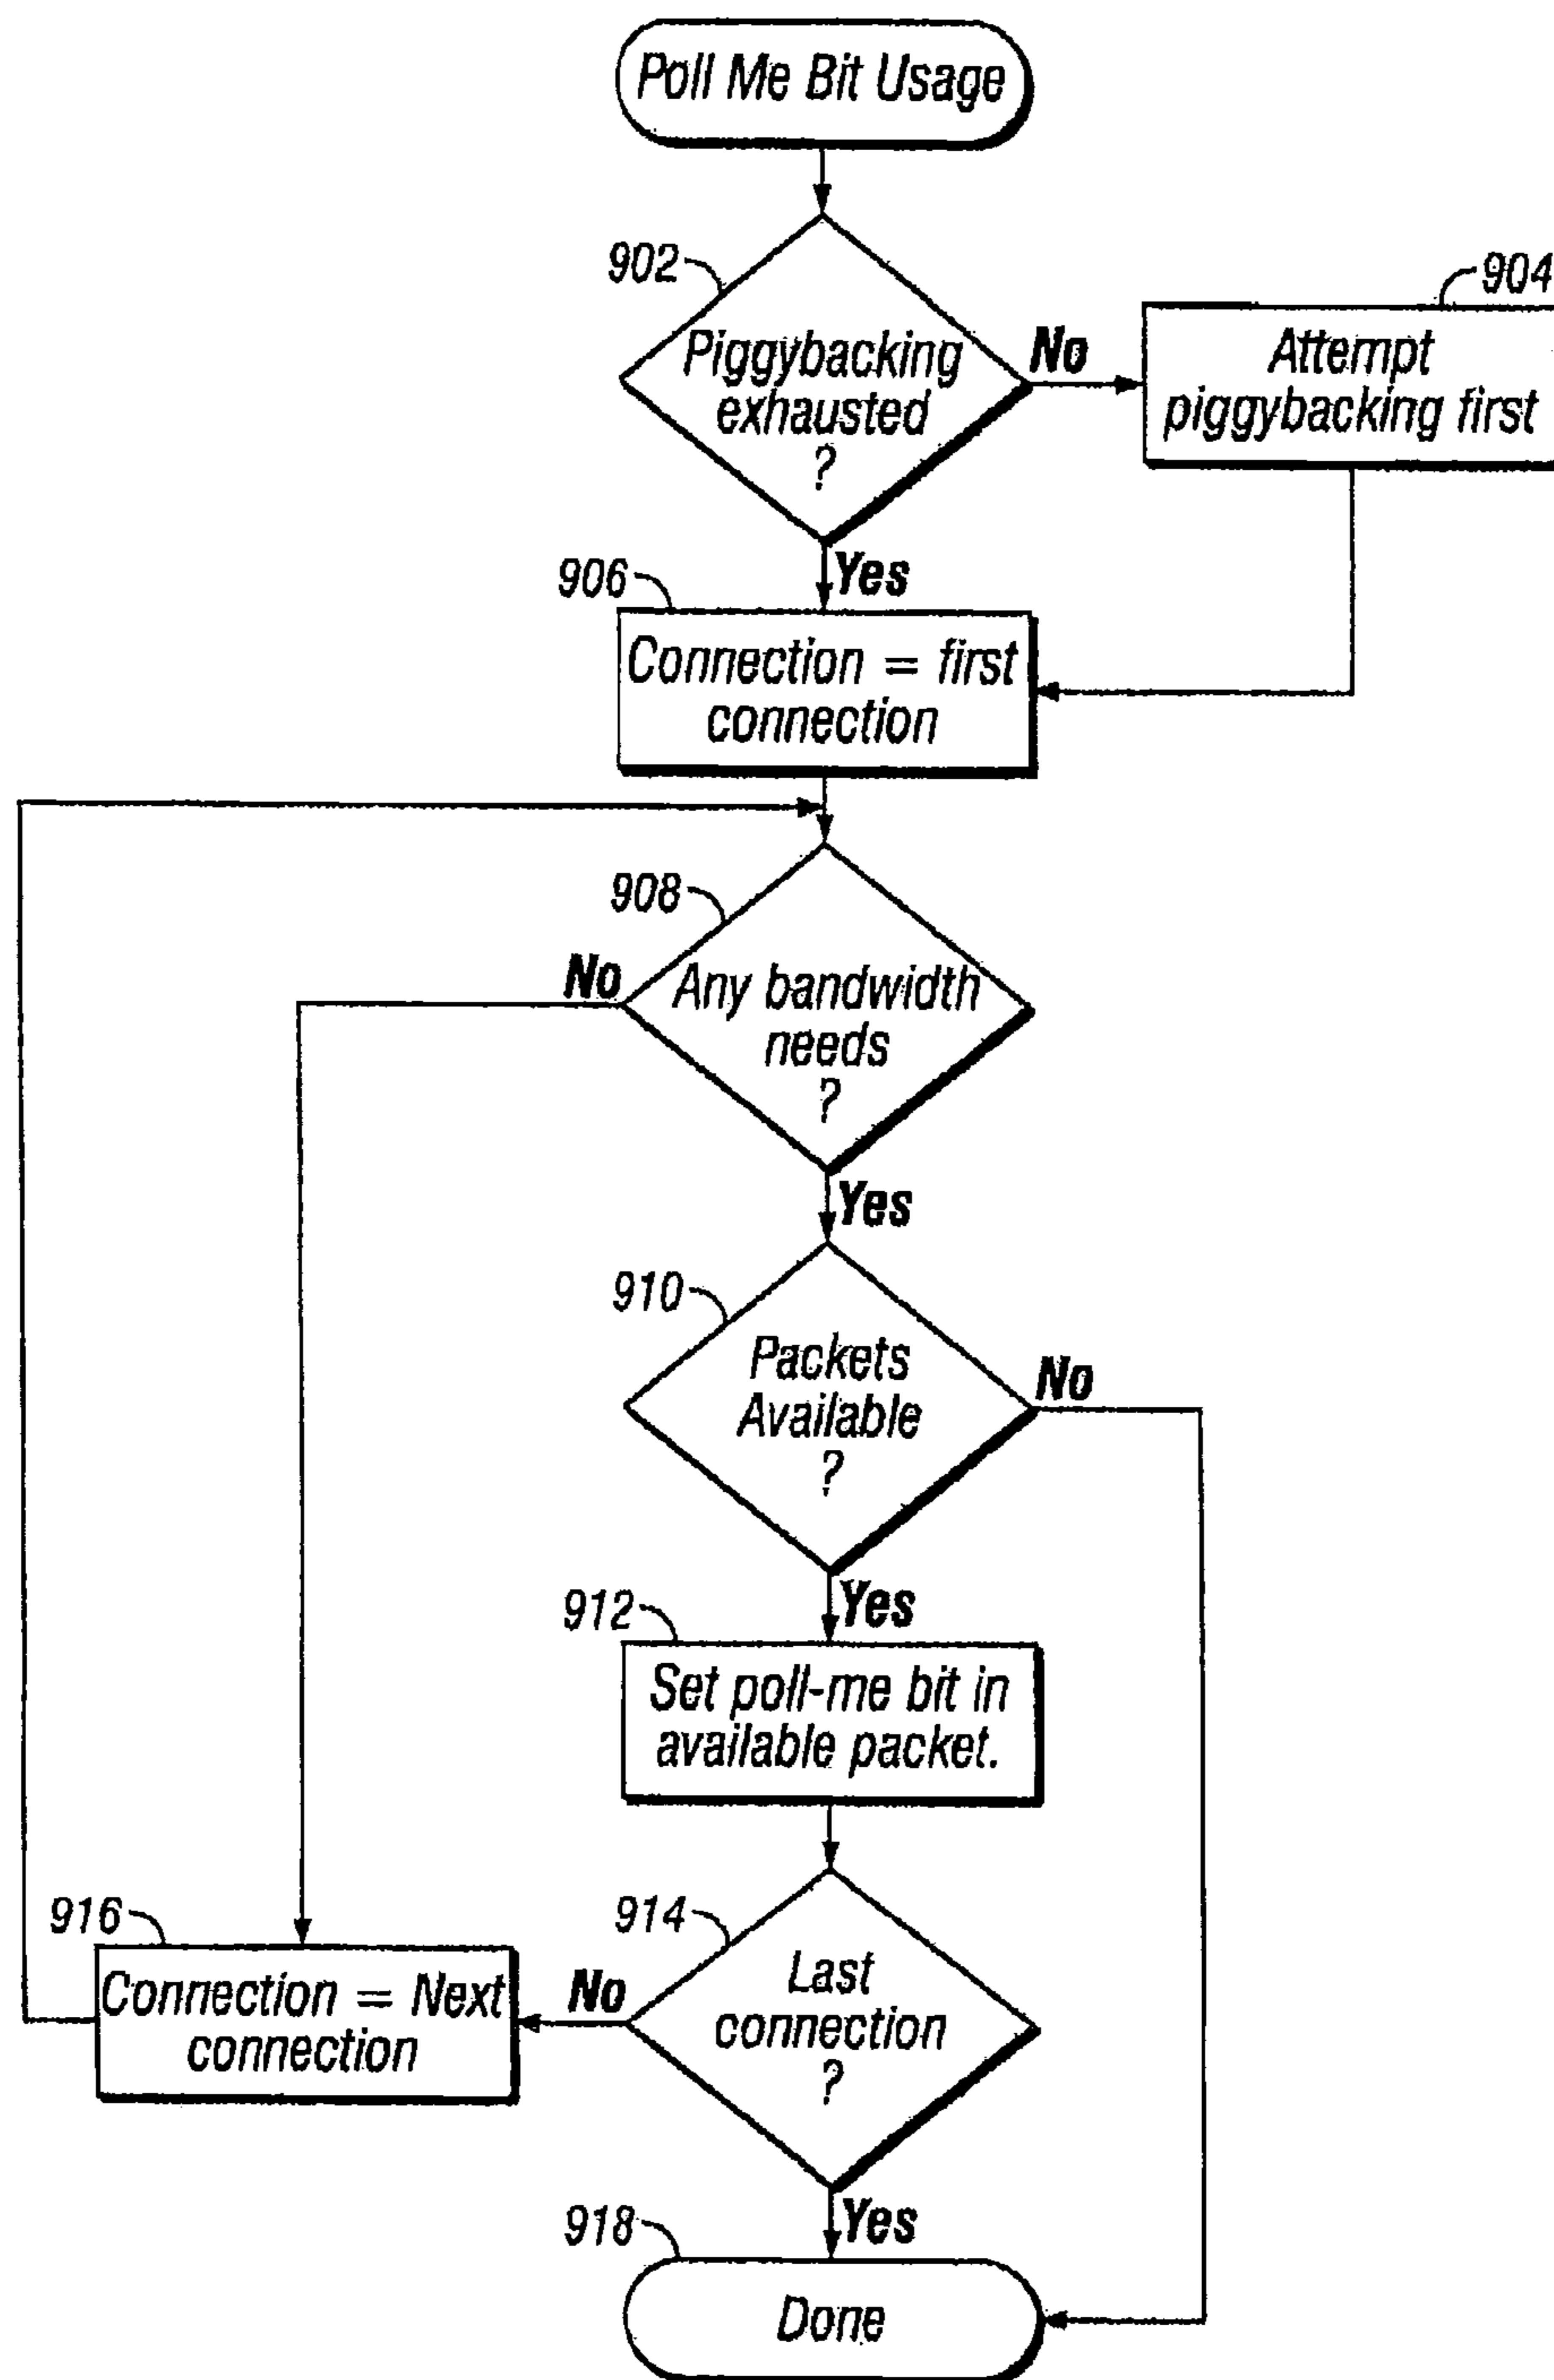 Poll Me Bit Usage
902
Piggybacking
exhausted
?
No
904
Attempt
piggybacking first
Yes
906
Connection = first
connection
908
No
Any bandwidth
needs
?
Yes
910
Packets
Available
?
No
Yes
912
Set poll-me bit in
available packet.
916
Connection = Next
connection
No
914
Last
connection
?
Yes
918
Done